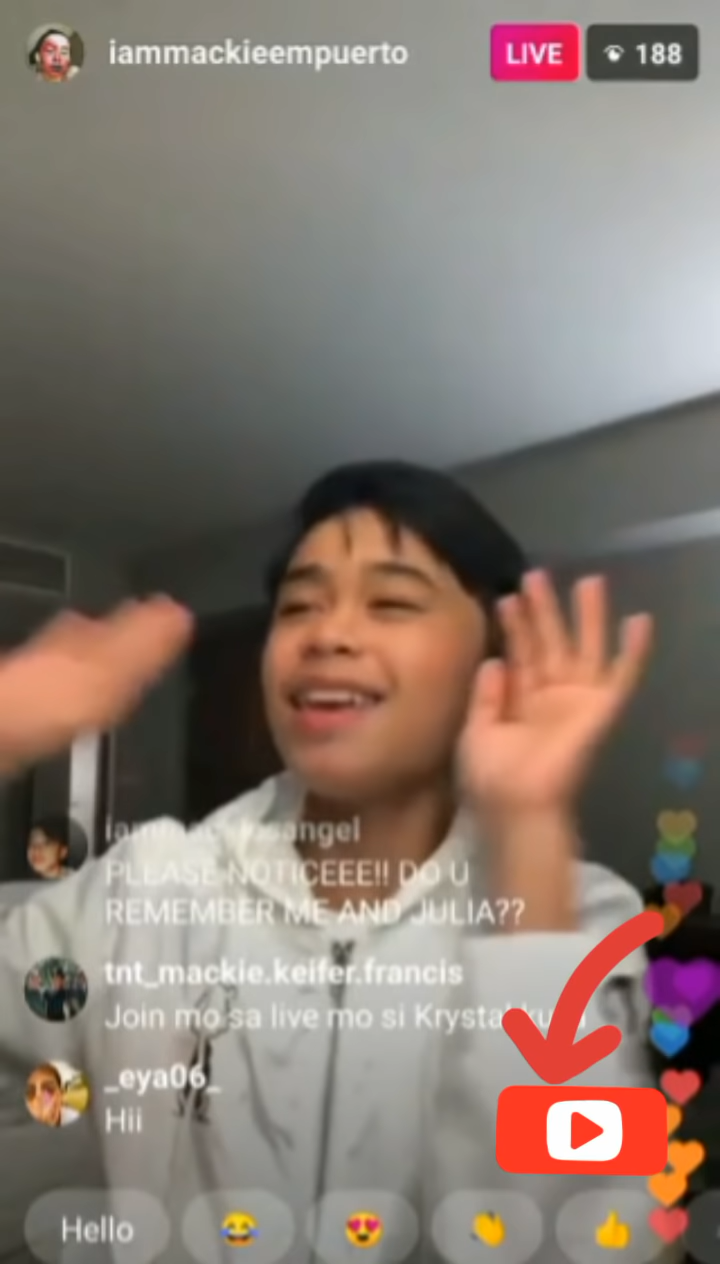 iammackieempuerto
LIVE
188
PLEASE NOTICEEE!! DO U
REMEMBER ME AND JULIA??
tnt_mackie.keifer.francis
Join mo sa live mo si Krystal
_eya06_
Hii
Hello